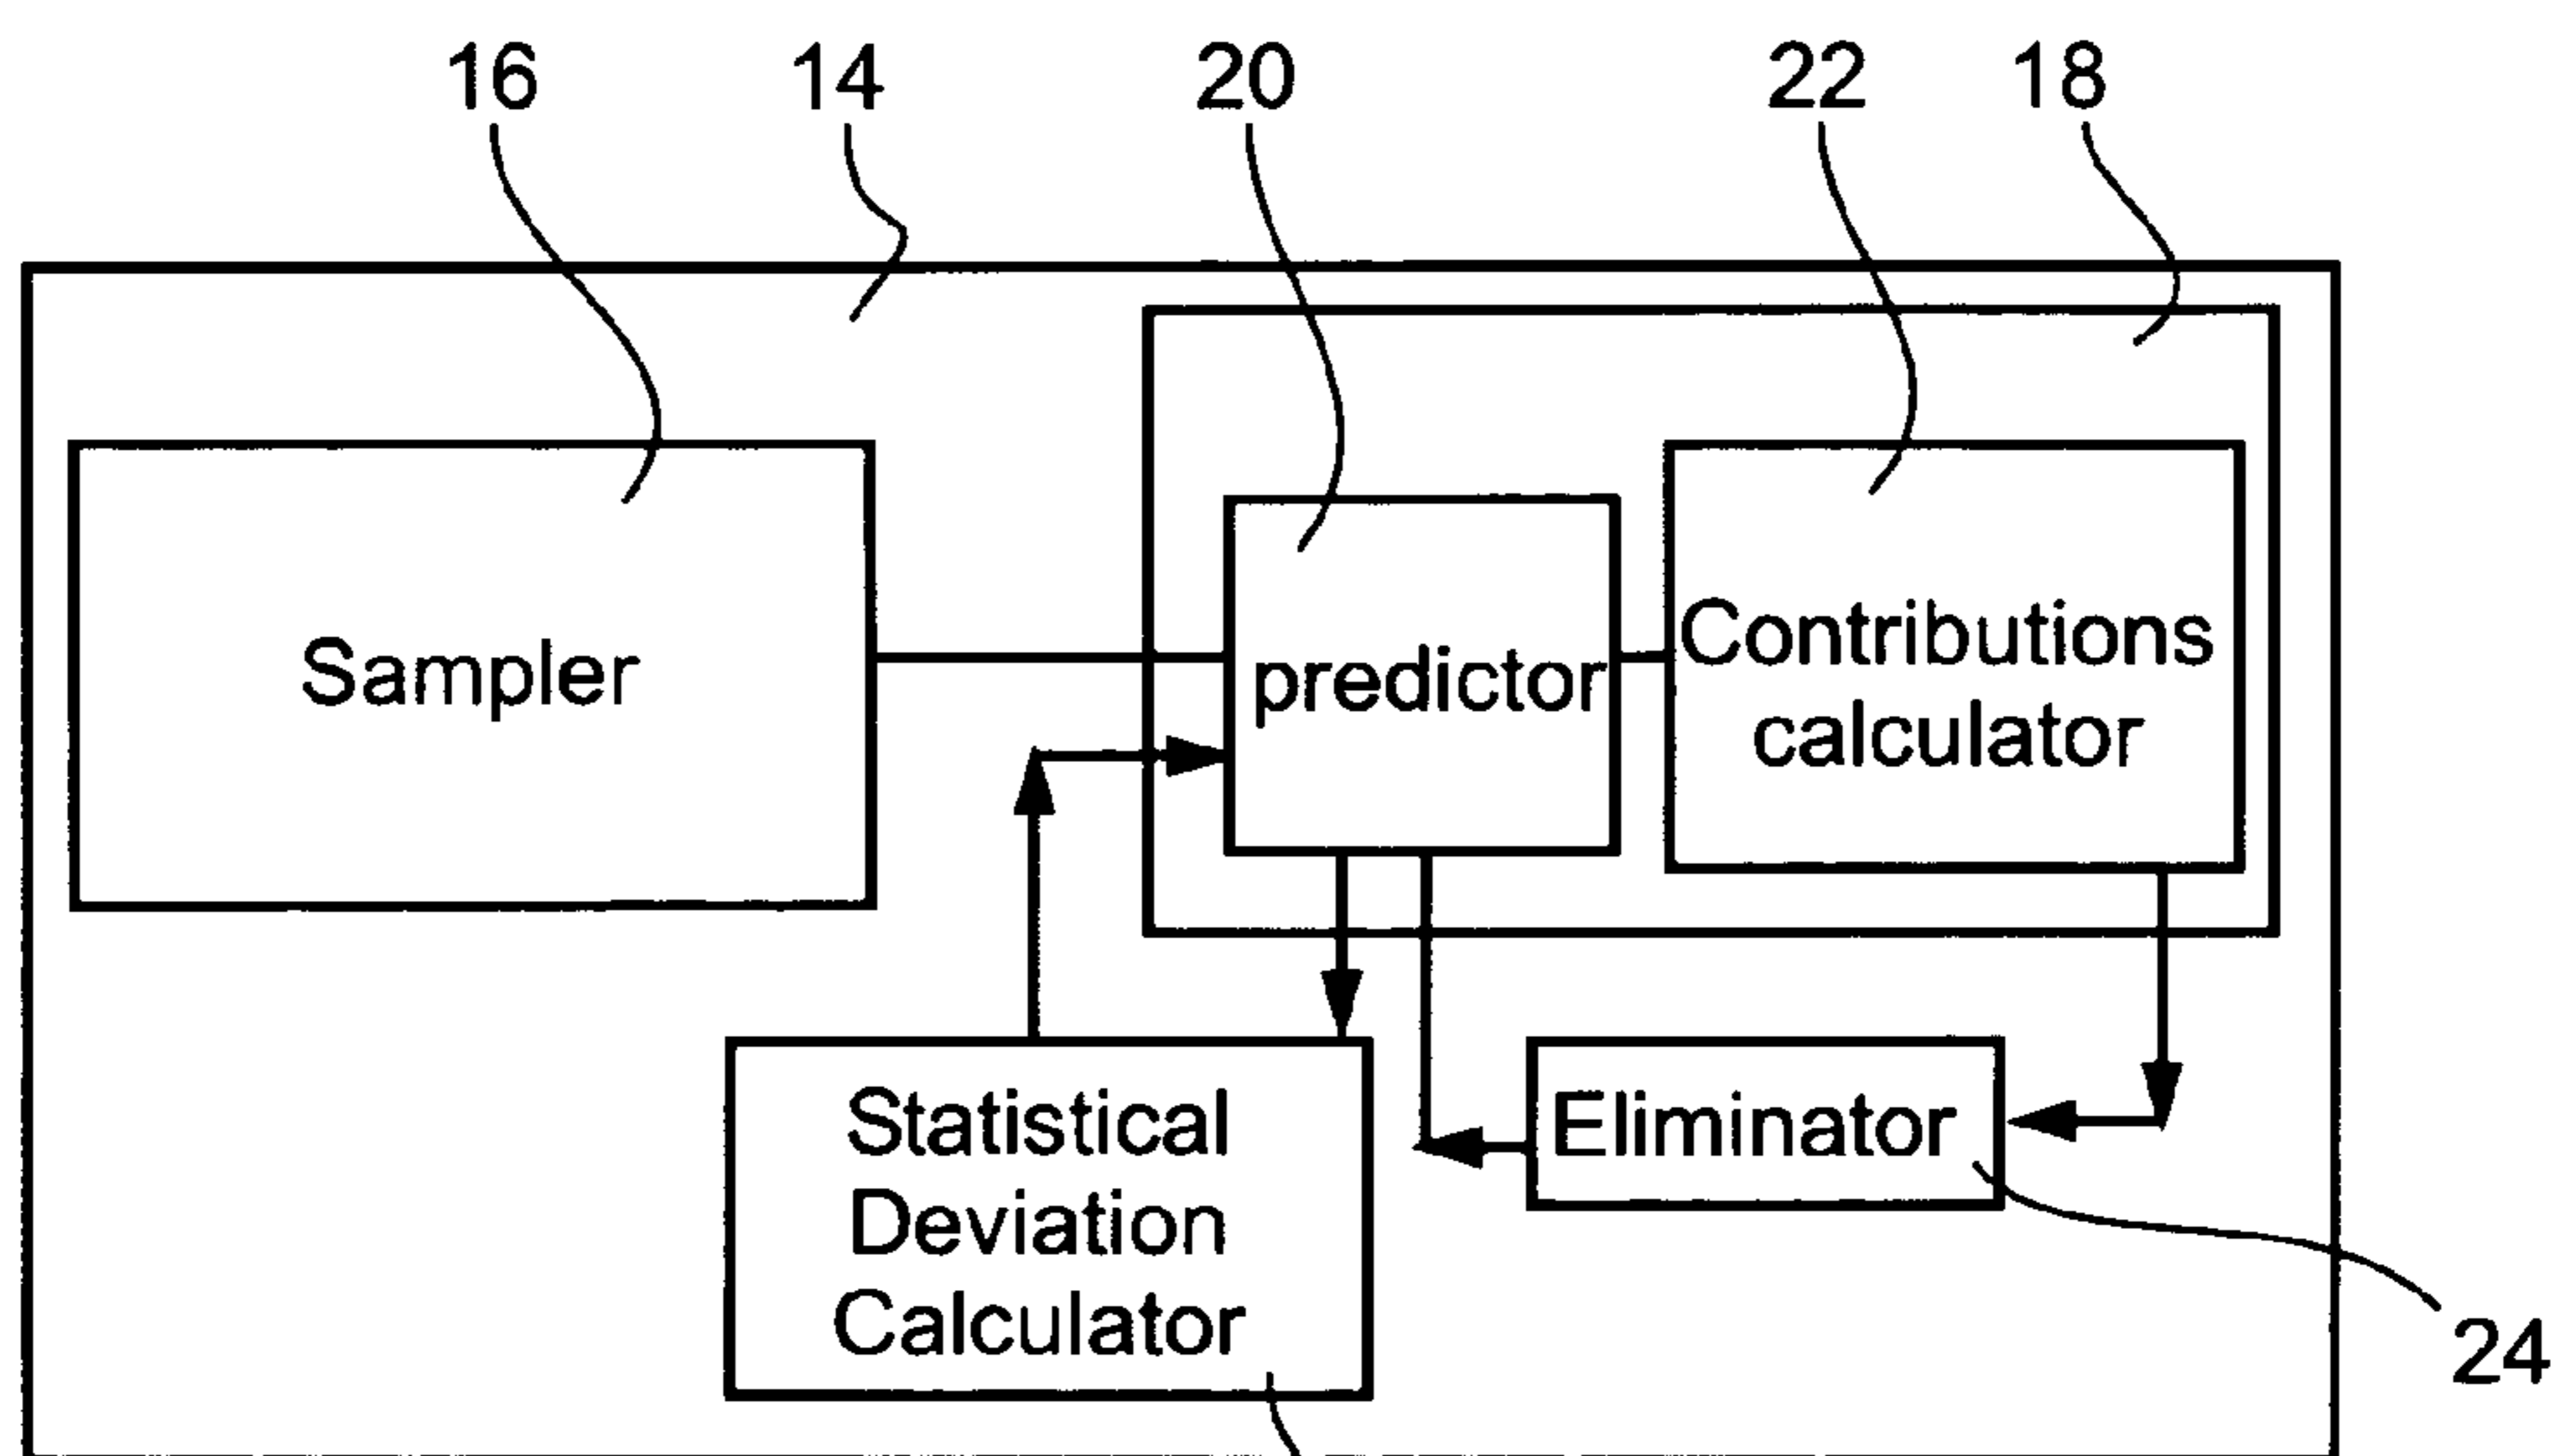 16
14
20
22
18
Sampler
predictor
Contributions
calculator
Statistical
Deviation
Calculator
Eliminator
24